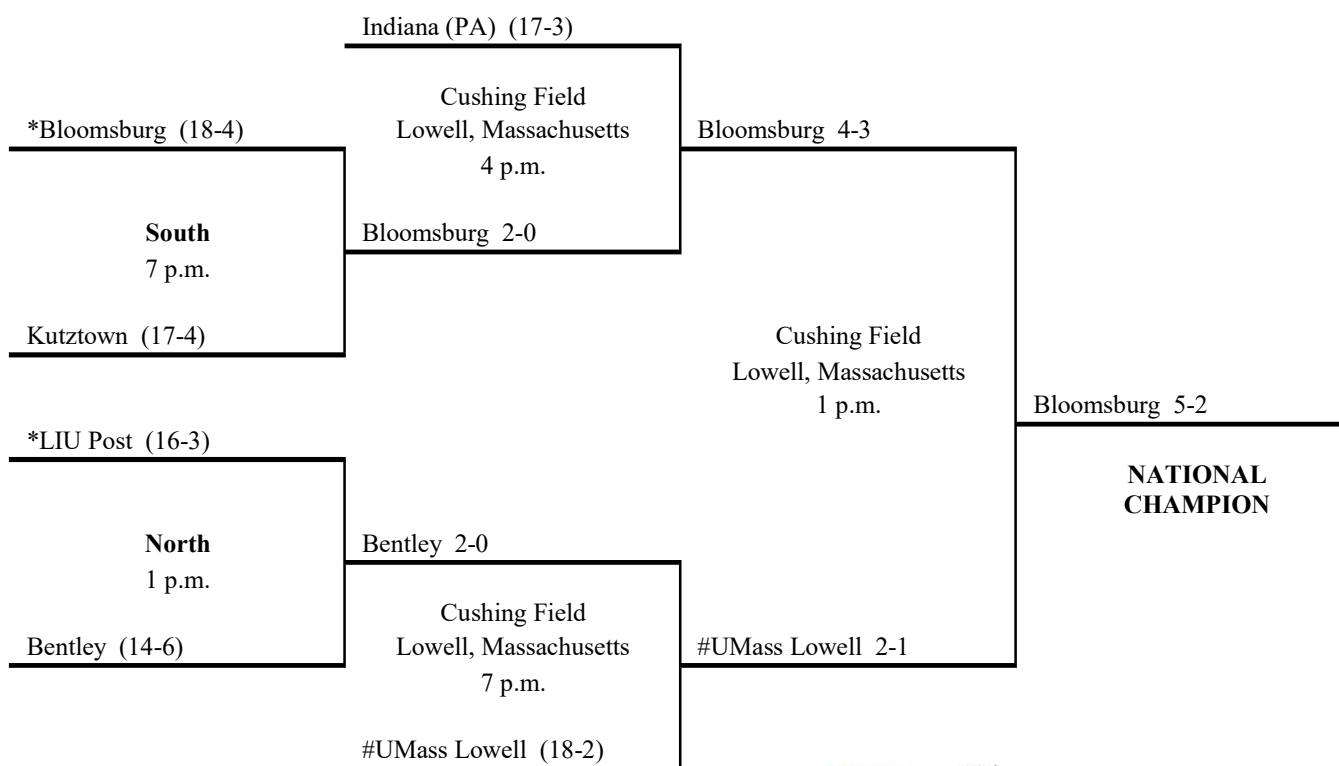 Indiana (PA) (17-3)
Cushing Field
Lowell, Massachusetts
4 p.m.
*Bloomsburg (18-4)
Bloomsburg 4-3
South
7 p.m.
Bloomsburg 2-0
Kutztown (17-4)
Cushing Field
Lowell, Massachusetts
1 p.m.
Bloomsburg 5-2
NATIONAL
CHAMPION
*LIU Post (16-3)
North
1 p.m.
Bentley 2-0
Bentley (14-6)
Cushing Field
Lowell, Massachusetts
7 p.m.
#UMass Lowell 2-1
#UMass Lowell (18-2)